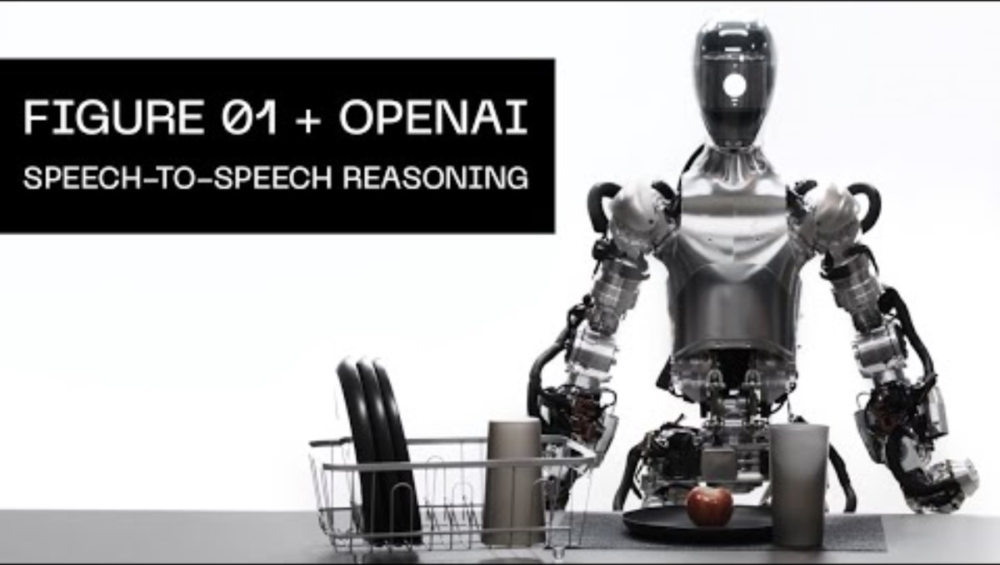 FIGURE 01 + OPENAI
SPEECH-TO-SPEECH REASONING